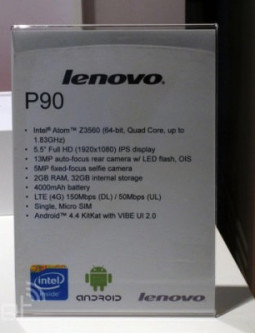 lenovo
P90
• Intel® Atom™ Z3560 (64-bit, Quad Core, up to
1.83GHz)
• 5.5" Full HD (1920x1080) IPS display
• 13MP auto-focus rear camera w/ LED flash, OIS
• 5MP fixed-focus selfie camera
• 2GB RAM, 32GB internal storage
• 4000mAh battery
• LTE (4G) 150Mbps (DL) / 50Mbps (UL)
• Single, Micro SIM
• Android™ 4.4 KitKat with VIBE UI 2.0
intel
inside
ANDROID
lenovo